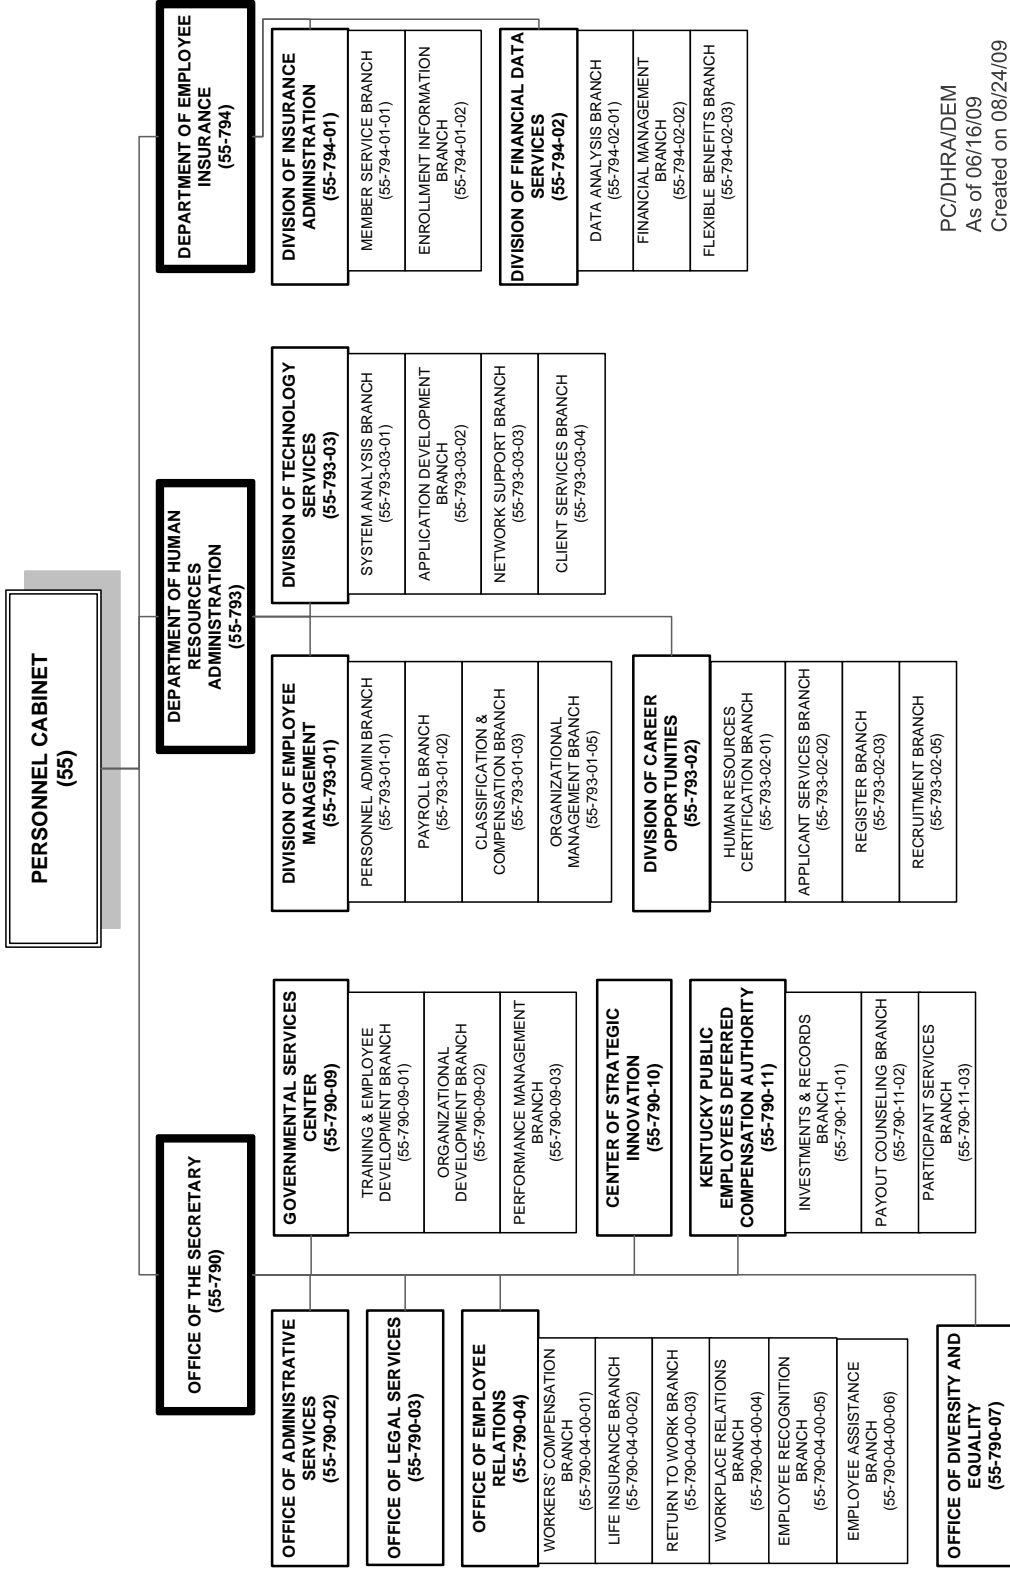 PERSONNEL CABINET
(55)
OFFICE OF THE SECRETARY
(55-790)
DEPARTMENT OF HUMAN
RESOURCES
ADMINISTRATION
(55-793)
DEPARTMENT OF EMPLOYEE
INSURANCE
(55-794)
OFFICE OF ADMINISTRATIVE
SERVICES
(55-790-02)
OFFICE OF LEGAL SERVICES
(55-790-03)
OFFICE OF EMPLOYEE
RELATIONS
(55-790-04)
WORKERS' COMPENSATION
BRANCH
(55-790-04-00-01)
LIFE INSURANCE BRANCH
(55-790-04-00-02)
RETURN TO WORK BRANCH
(55-790-04-00-03)
WORKPLACE RELATIONS
BRANCH
(55-790-04-00-04)
EMPLOYEE RECOGNITION
BRANCH
(55-790-04-00-05)
EMPLOYEE ASSISTANCE
BRANCH
(55-790-04-00-06)
OFFICE OF DIVERSITY AND
EQUALITY
(55-790-07)
GOVERNMENTAL SERVICES
CENTER
(55-790-09)
TRAINING & EMPLOYEE
DEVELOPMENT BRANCH
(55-790-09-01)
ORGANIZATIONAL
DEVELOPMENT BRANCH
(55-790-09-02)
PERFORMANCE MANAGEMENT
BRANCH
(55-790-09-03)
CENTER OF STRATEGIC
INNOVATION
(55-790-10)
KENTUCKY PUBLIC
EMPLOYEES DEFERRED
COMPENSATION AUTHORITY
(55-790-11)
INVESTMENTS & RECORDS
BRANCH
(55-790-11-01)
PAYOUT COUNSELING BRANCH
(55-790-11-02)
PARTICIPANT SERVICES
BRANCH
(55-790-11-03)
DIVISION OF EMPLOYEE
MANAGEMENT
(55-793-01)
PERSONNEL ADMIN BRANCH
(55-793-01-01)
PAYROLL BRANCH
(55-793-01-02)
CLASSIFICATION &
COMPENSATION BRANCH
(55-793-01-03)
ORGANIZATIONAL
MANAGEMENT BRANCH
(55-793-01-05)
DIVISION OF CAREER
OPPORTUNITIES
(55-793-02)
HUMAN RESOURCES
CERTIFICATION BRANCH
(55-793-02-01)
APPLICANT SERVICES BRANCH
(55-793-02-02)
REGISTER BRANCH
(55-793-02-03)
RECRUITMENT BRANCH
(55-793-02-05)
DIVISION OF TECHNOLOGY
SERVICES
(55-793-03)
SYSTEM ANALYSIS BRANCH
(55-793-03-01)
APPLICATION DEVELOPMENT
BRANCH
(55-793-03-02)
NETWORK SUPPORT BRANCH
(55-793-03-03)
CLIENT SERVICES BRANCH
(55-793-03-04)
DIVISION OF INSURANCE
ADMINISTRATION
(55-794-01)
MEMBER SERVICE BRANCH
(55-794-01-01)
ENROLLMENT INFORMATION
BRANCH
(55-794-01-02)
DIVISION OF FINANCIAL DATA
SERVICES
(55-794-02)
DATA ANALYSIS BRANCH
(55-794-02-01)
FINANCIAL MANAGEMENT
BRANCH
(55-794-02-02)
FLEXIBLE BENEFITS BRANCH
(55-794-02-03)
PC/DHRA/DEM
As of 06/16/09
Created on 08/24/09